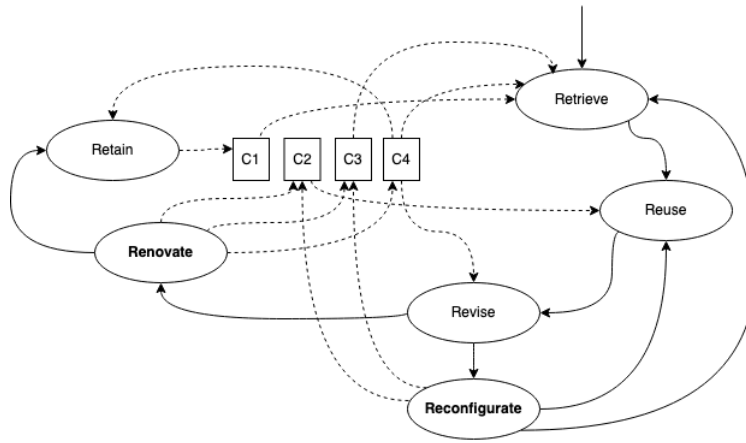 Retrieve
Retain
C1
C2
C3
C4
Reuse
Renovate
Revise
Reconfigurate